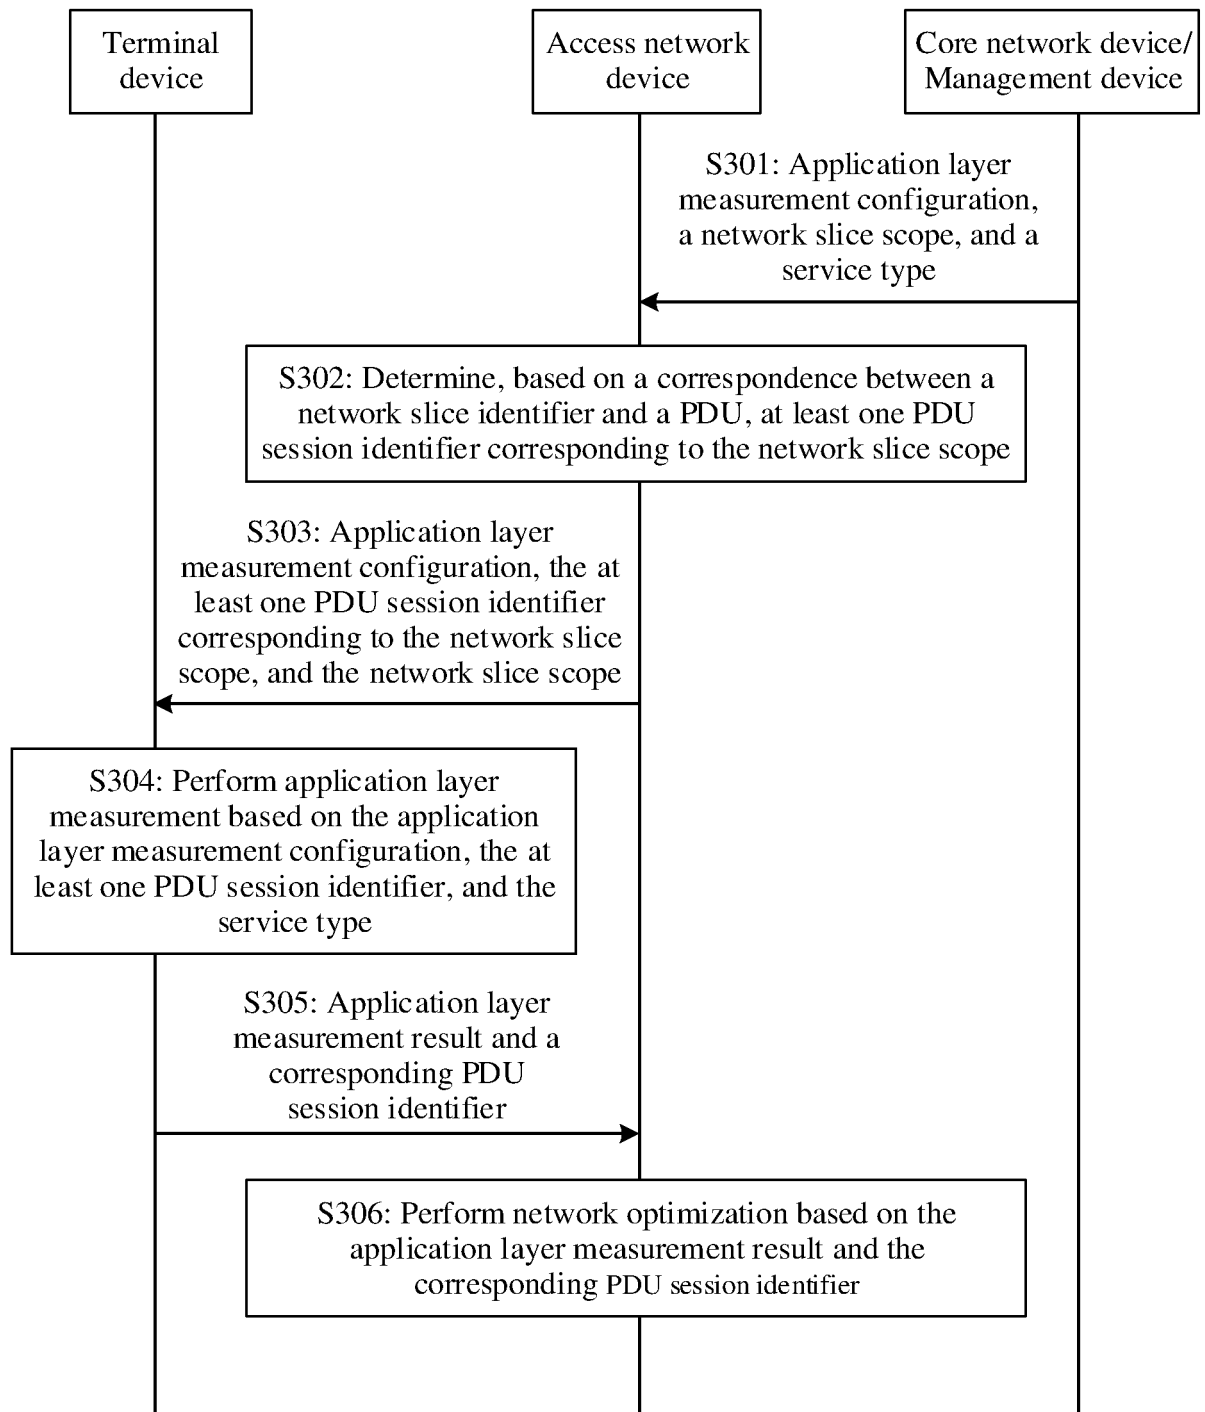 Terminal
device
Access network
device
Core network device/
Management device
S301: Application layer
measurement configuration,
a network slice scope, and a
service type
S302: Determine, based on a correspondence between a
network slice identifier and a PDU, at least one PDU
session identifier corresponding to the network slice scope
S303: Application layer
measurement configuration, the at
least one PDU session identifier
corresponding to the network slice
scope, and the network slice scope
S304: Perform application layer
measurement based on the application
layer measurement configuration, the at
least one PDU session identifier, and the
service type
S305: Application layer
measurement result and a
corresponding PDU
session identifier
S306: Perform network optimization based on the
application layer measurement result and the
corresponding PDU session identifier